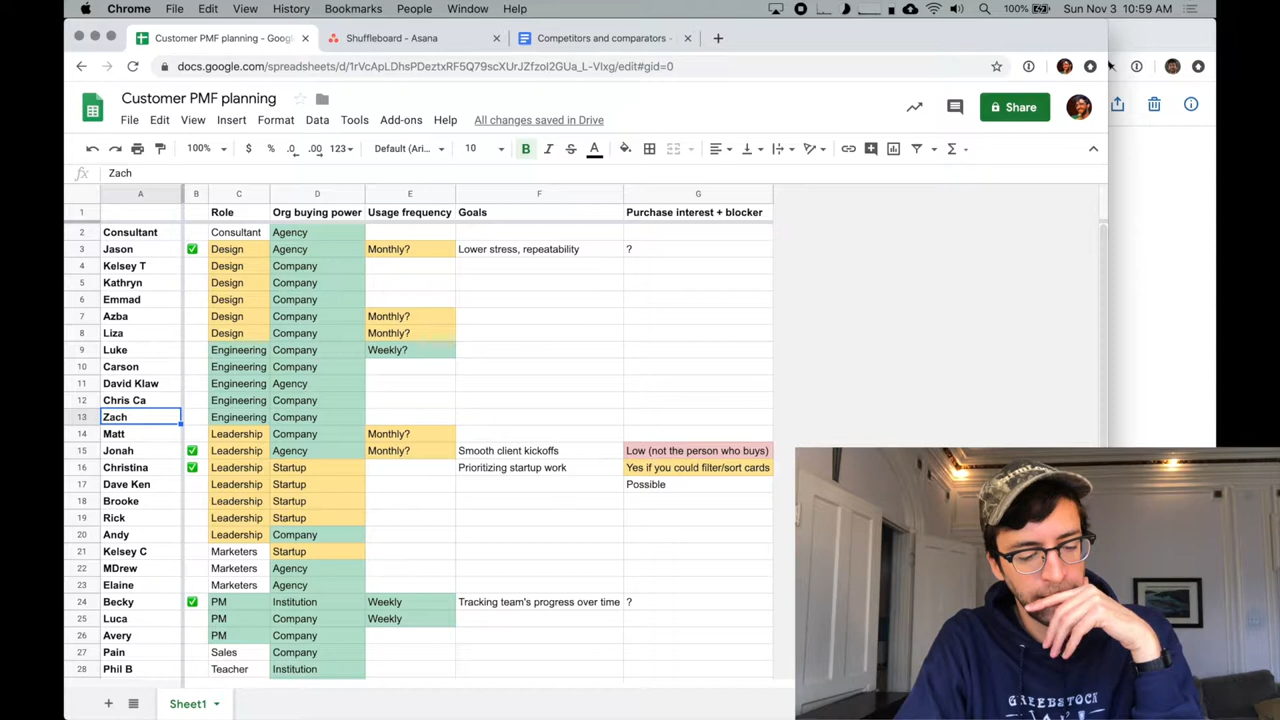 Chrome File Edit View History Bookmarks People Window Help 100% Sun Nov 3 10:59 AM
Customer PMF planning - Goog
Shuffleboard - Asana
Competitors and comparators -
docs.google.com/spreadsheets/d/1rVcApLDhsPDeztxRF5Q79scXUrJZfzoI2GUa_L-Vlxg/edit#gid=0
Customer PMF planning
File Edit View Insert Format Data Tools Add-ons Help All changes saved in Drive
Share
100% $ % .0 .00 123 Default (Ari... 10 B I S A
fx Zach
A B C D E F G
1 Role Org buying power Usage frequency Goals Purchase interest + blocker
2 Consultant Consultant Agency
3 Jason Design Agency Monthly? Lower stress, repeatability ?
4 Kelsey T Design Company
5 Kathryn Design Company
6 Emmad Design Company
7 Azba Design Company Monthly?
8 Liza Design Company Monthly?
9 Luke Engineering Company Weekly?
10 Carson Engineering Company
11 David Klaw Engineering Agency
12 Chris Ca Engineering Company
13 Zach Engineering Company
14 Matt Leadership Company Monthly?
15 Jonah Leadership Agency Monthly? Smooth client kickoffs Low (not the person who buys)
16 Christina Leadership Startup Prioritizing startup work Yes if you could filter/sort cards
17 Dave Ken Leadership Startup Possible
18 Brooke Leadership Startup
19 Rick Leadership Startup
20 Andy Leadership Company
21 Kelsey C Marketers Startup
22 MDrew Marketers Agency
23 Elaine Marketers Agency
24 Becky PM Institution Weekly Tracking team's progress over time ?
25 Luca PM Company Weekly
26 Avery PM Company
27 Pain Sales Company
28 Phil B Teacher Institution
Sheet1